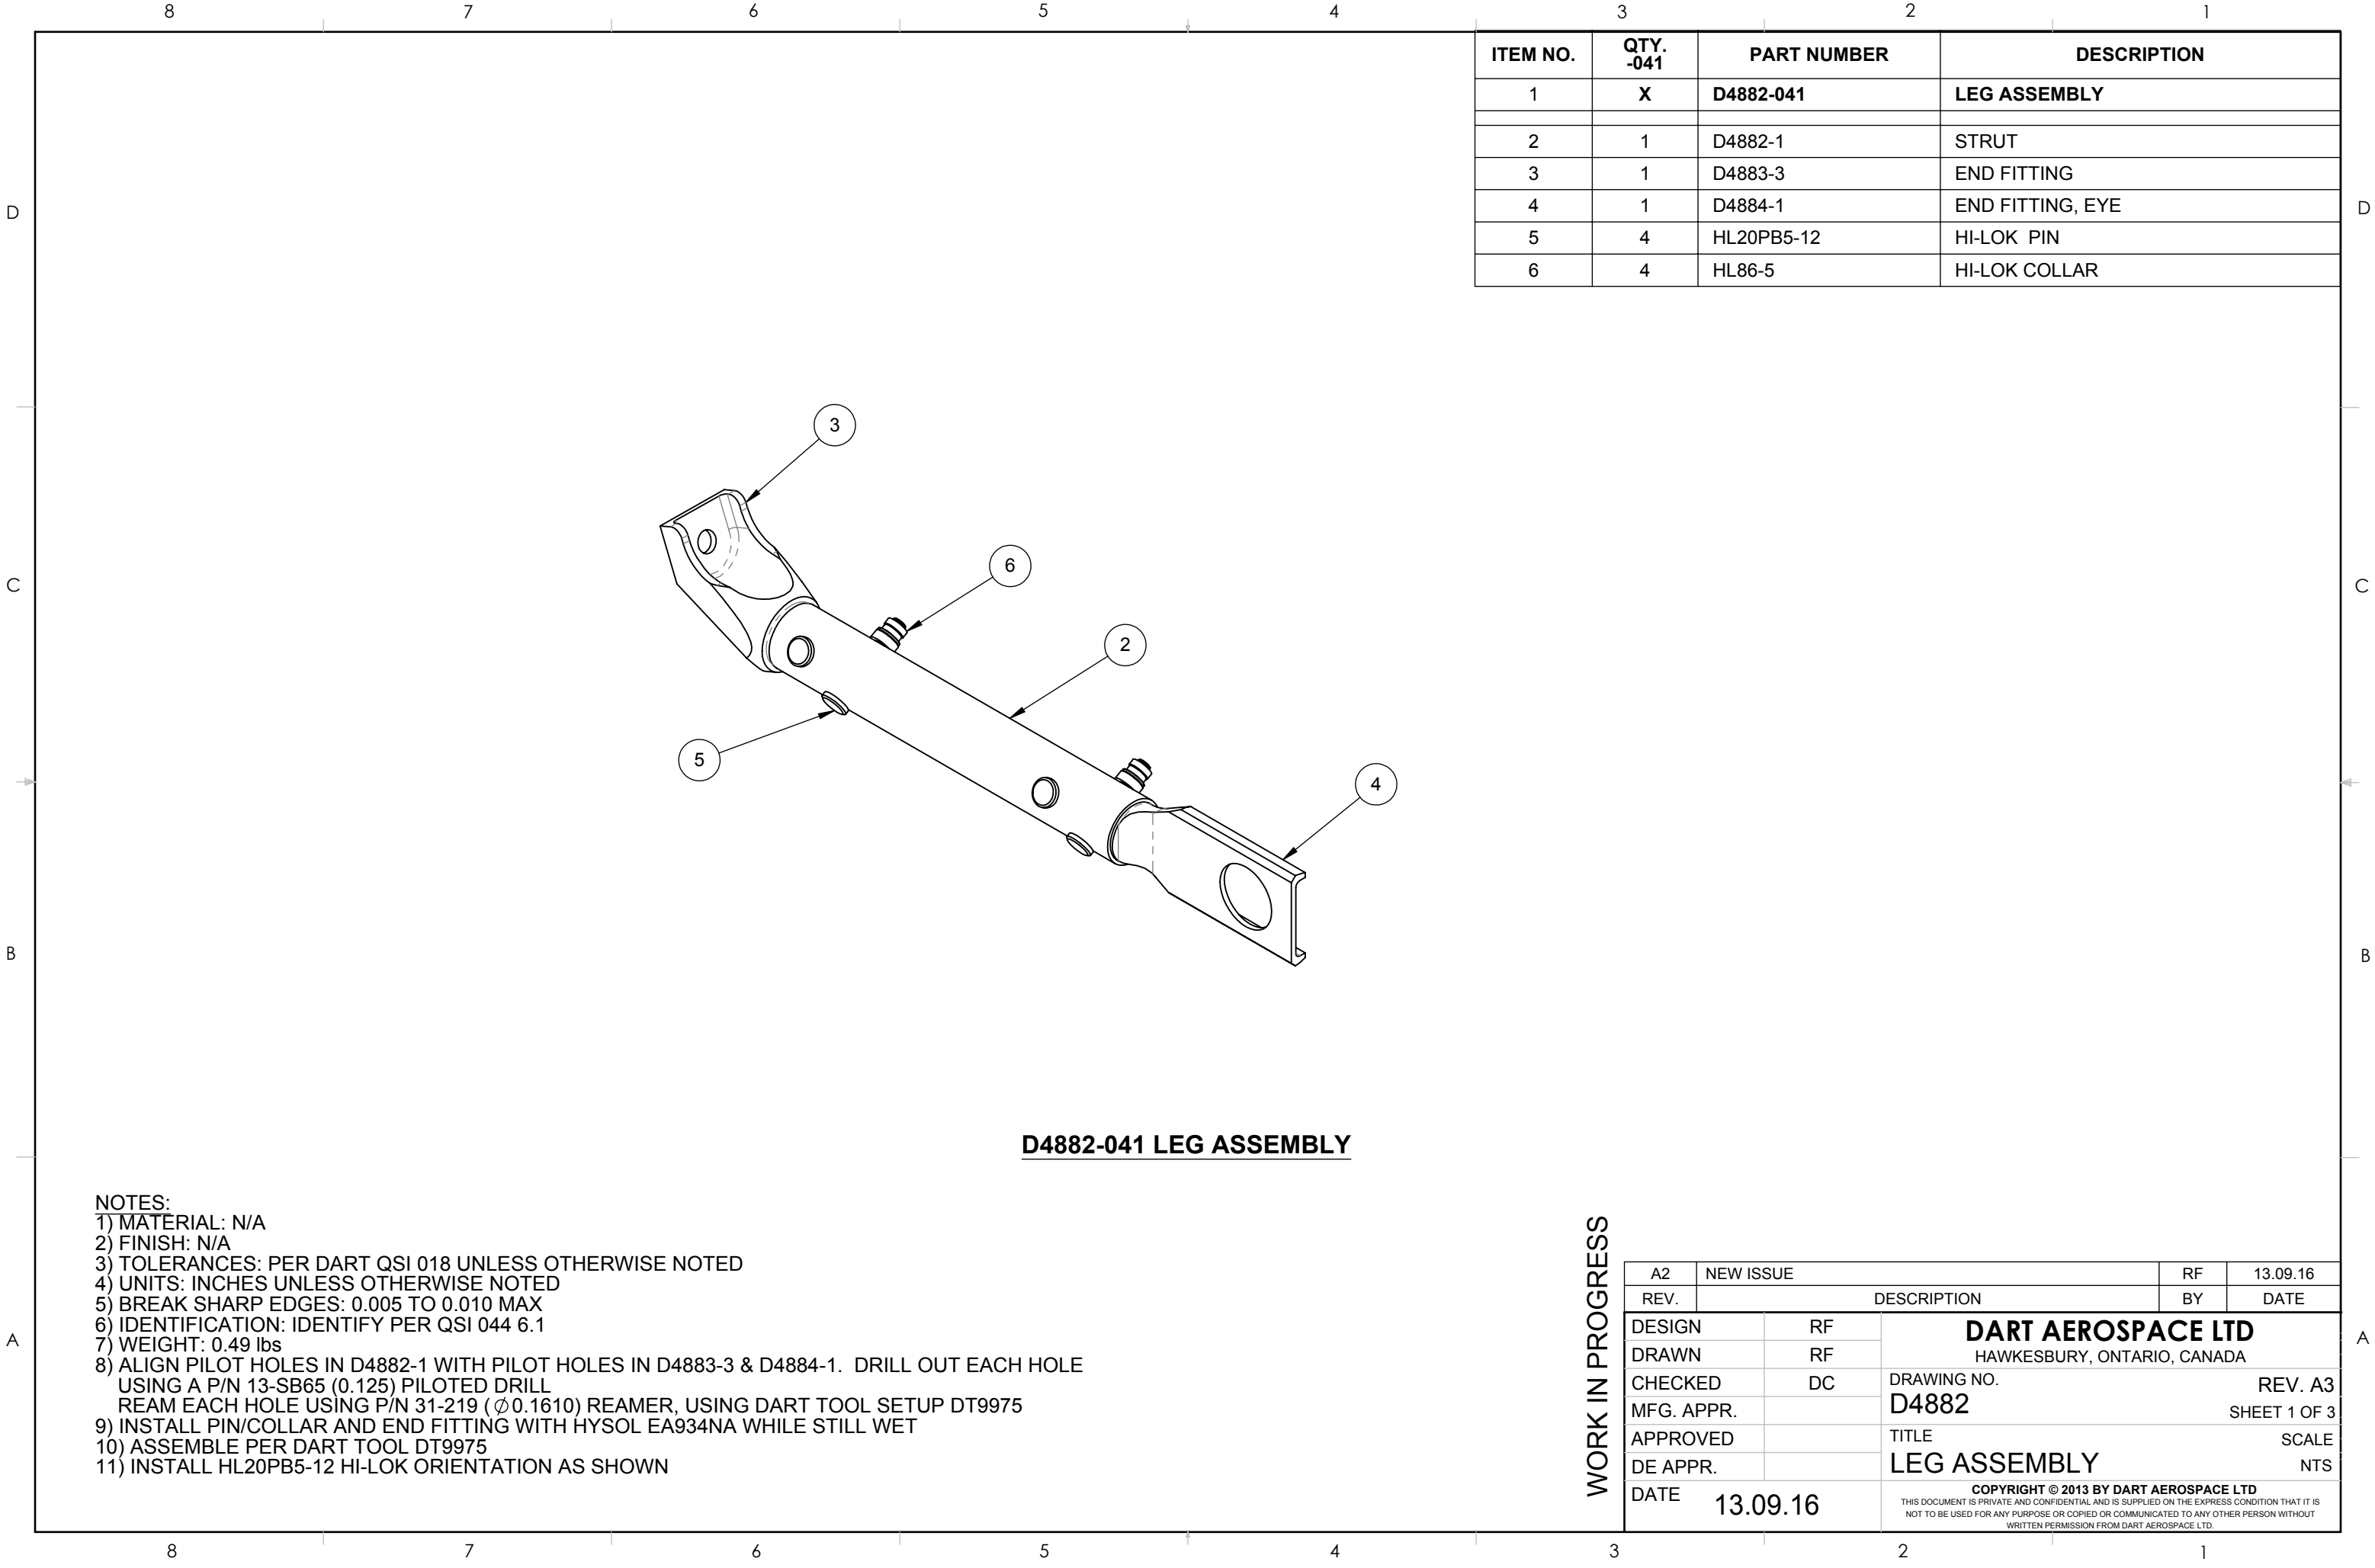 8 7 6 5 4 3 2 1
ITEM NO. QTY. -041 PART NUMBER DESCRIPTION
1 X D4882-041 LEG ASSEMBLY
2 1 D4882-1 STRUT
3 1 D4883-3 END FITTING
4 1 D4884-1 END FITTING, EYE
5 4 HL20PB5-12 HI-LOK PIN
6 4 HL86-5 HI-LOK COLLAR
D D
3
6
C C
2
5
4
B B
D4882-041 LEG ASSEMBLY
NOTES:
1) MATERIAL: N/A
2) FINISH: N/A
3) TOLERANCES: PER DART QSI 018 UNLESS OTHERWISE NOTED
4) UNITS: INCHES UNLESS OTHERWISE NOTED
5) BREAK SHARP EDGES: 0.005 TO 0.010 MAX
6) IDENTIFICATION: IDENTIFY PER QSI 044 6.1
7) WEIGHT: 0.49 lbs
8) ALIGN PILOT HOLES IN D4882-1 WITH PILOT HOLES IN D4883-3 & D4884-1. DRILL OUT EACH HOLE
USING A P/N 13-SB65 (0.125) PILOTED DRILL
REAM EACH HOLE USING P/N 31-219 (∅0.1610) REAMER, USING DART TOOL SETUP DT9975
9) INSTALL PIN/COLLAR AND END FITTING WITH HYSOL EA934NA WHILE STILL WET
10) ASSEMBLE PER DART TOOL DT9975
11) INSTALL HL20PB5-12 HI-LOK ORIENTATION AS SHOWN
A A
WORK IN PROGRESS
A2 NEW ISSUE RF 13.09.16
REV. DESCRIPTION BY DATE
DESIGN RF
DRAWN RF
CHECKED DC
MFG. APPR.
APPROVED
DE APPR.
DATE 13.09.16
DART AEROSPACE LTD
HAWKESBURY, ONTARIO, CANADA
DRAWING NO. REV. A3
D4882 SHEET 1 OF 3
TITLE SCALE
LEG ASSEMBLY NTS
COPYRIGHT © 2013 BY DART AEROSPACE LTD
THIS DOCUMENT IS PRIVATE AND CONFIDENTIAL AND IS SUPPLIED ON THE EXPRESS CONDITION THAT IT IS
NOT TO BE USED FOR ANY PURPOSE OR COPIED OR COMMUNICATED TO ANY OTHER PERSON WITHOUT
WRITTEN PERMISSION FROM DART AEROSPACE LTD.
8 7 6 5 4 3 2 1